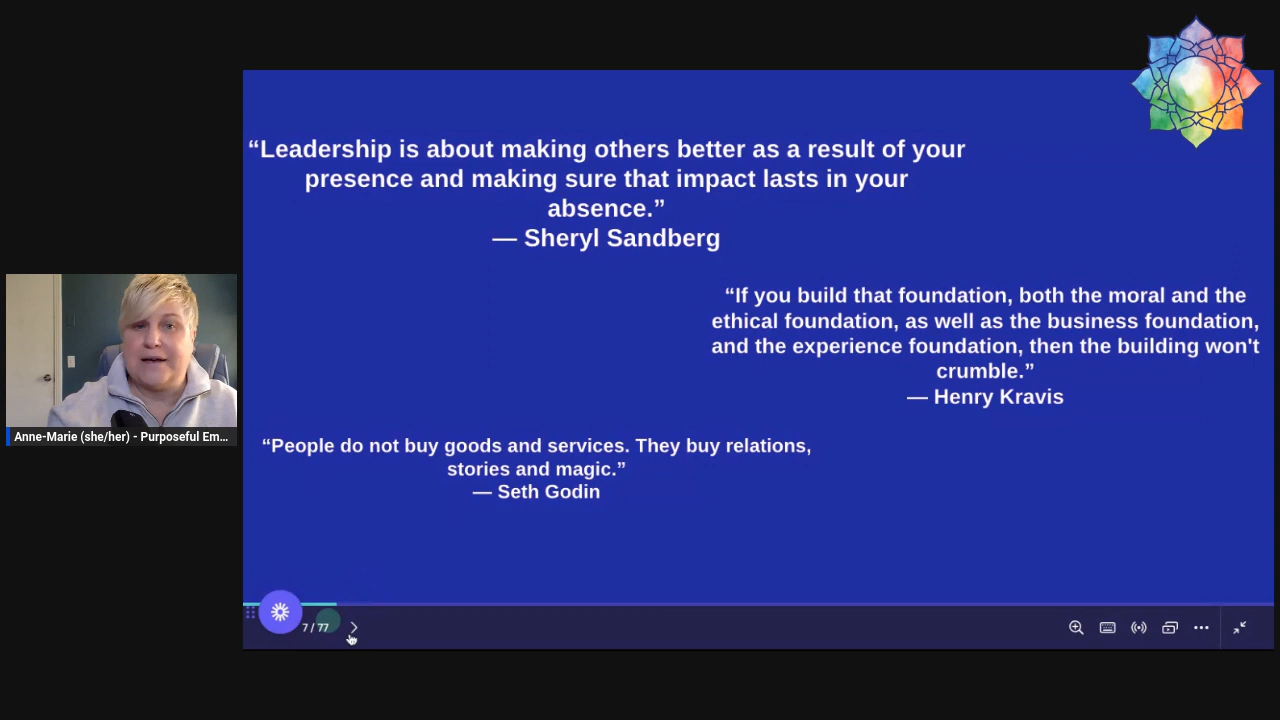 “Leadership is about making others better as a result of your
presence and making sure that impact lasts in your
absence.”
— Sheryl Sandberg
“If you build that foundation, both the moral and the
ethical foundation, as well as the business foundation,
and the experience foundation, then the building won't
crumble.”
— Henry Kravis
“People do not buy goods and services. They buy relations,
stories and magic.”
— Seth Godin
Anne-Marie (she/her) - Purposeful Em...
7 / 77